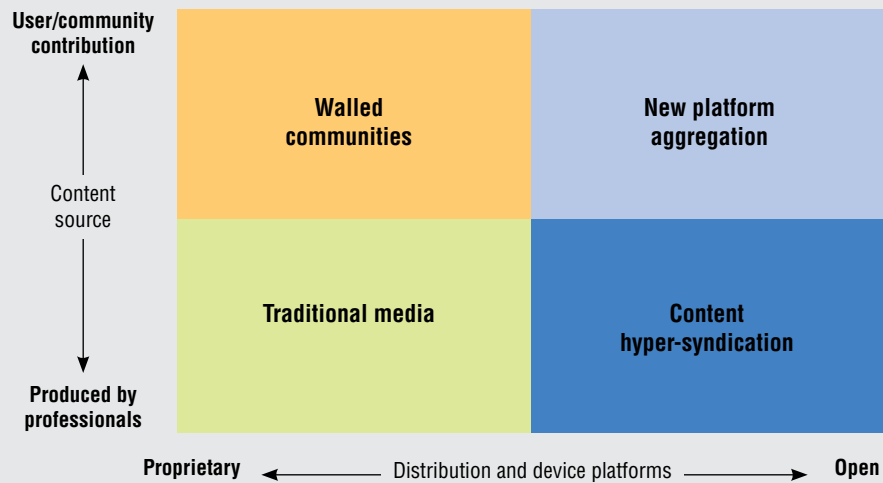 User/community
contribution
Walled
communities
New platform
aggregation
Content
source
Traditional media
Content
hyper-syndication
Produced by
professionals
Proprietary
Distribution and device platforms
Open